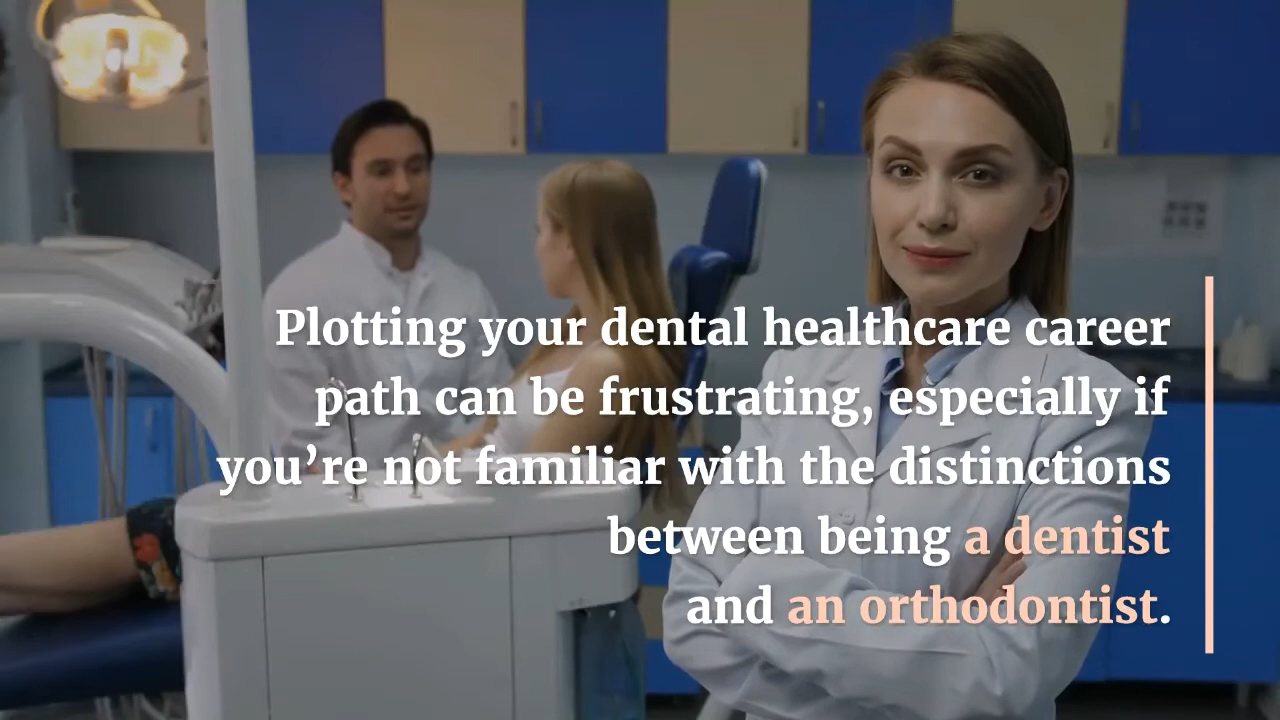 Plotting your dental healthcare career
path can be frustrating, especially if
you’re not familiar with the distinctions
between being a dentist
and an orthodontist.